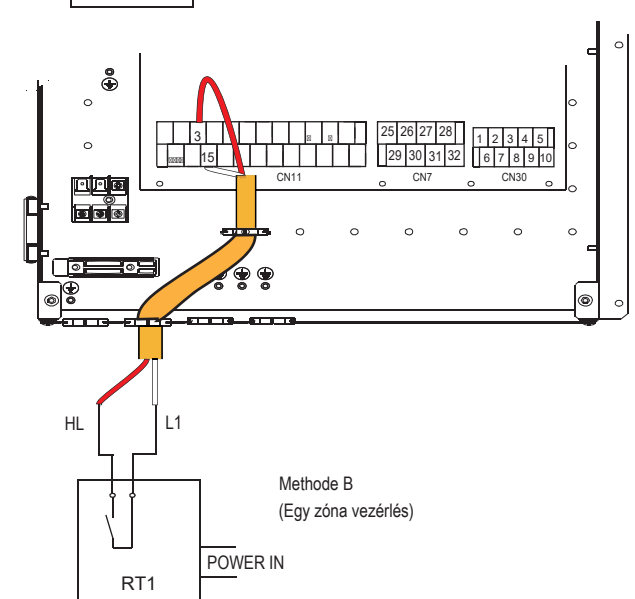 3
15
CN11
25 26 27 28
29 30 31 32
CN7
1 2 3 4 5
6 7 8 9 10
CN30
HL
L1
Methode B
(Egy zóna vezérlés)
POWER IN
RT1